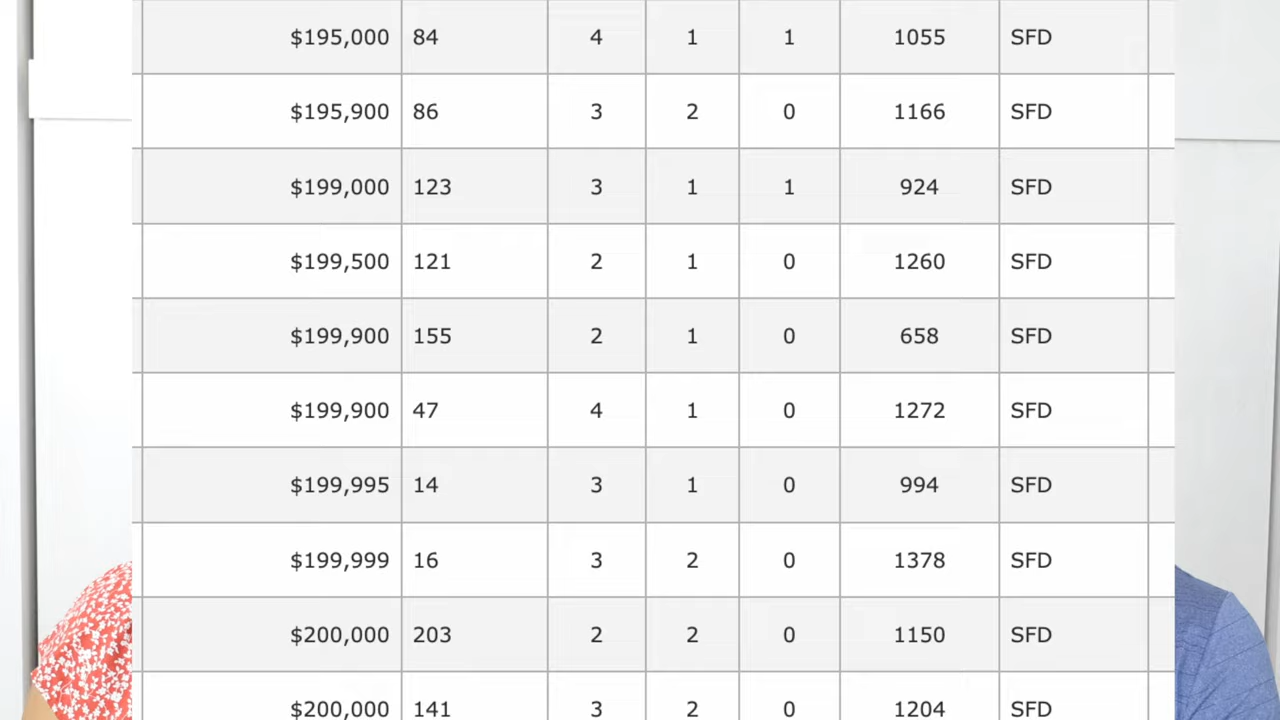 $195,000 84 4 1 1 1055 SFD
$195,900 86 3 2 0 1166 SFD
$199,000 123 3 1 1 924 SFD
$199,500 121 2 1 0 1260 SFD
$199,900 155 2 1 0 658 SFD
$199,900 47 4 1 0 1272 SFD
$199,995 14 3 1 0 994 SFD
$199,999 16 3 2 0 1378 SFD
$200,000 203 2 2 0 1150 SFD
$200,000 141 3 2 0 1204 SFD